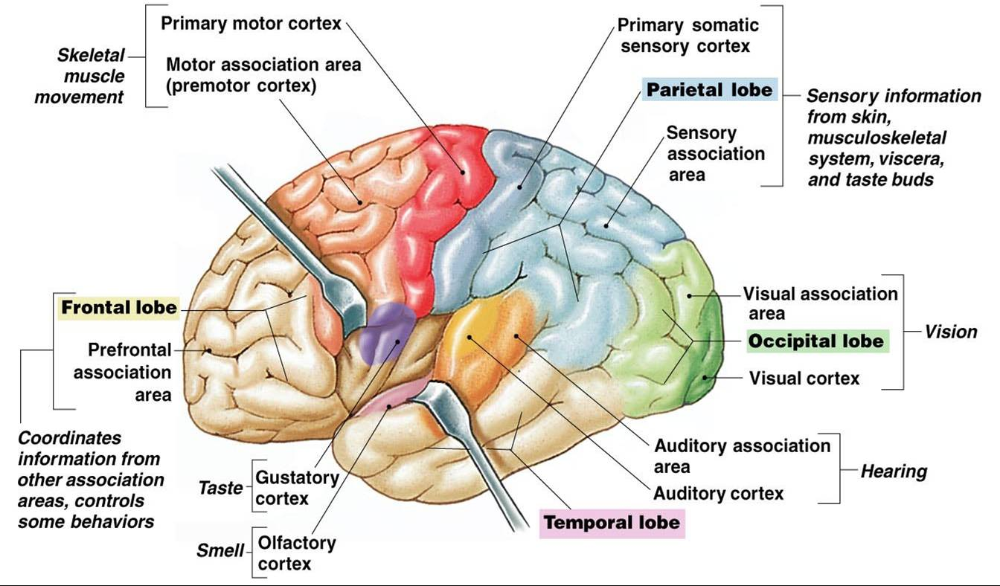 Primary motor cortex
Motor association area
(premotor cortex)
Skeletal
muscle
movement
Primary somatic
sensory cortex
Parietal lobe
Sensory
association
area
Sensory information
from skin,
musculoskeletal
system, viscera,
and taste buds
Frontal lobe
Prefrontal
association
area
Coordinates
information from
other association
areas, controls
some behaviors
Visual association
area
Occipital lobe
Visual cortex
Vision
Auditory association
area
Auditory cortex
Hearing
Temporal lobe
Taste
Gustatory
cortex
Smell
Olfactory
cortex